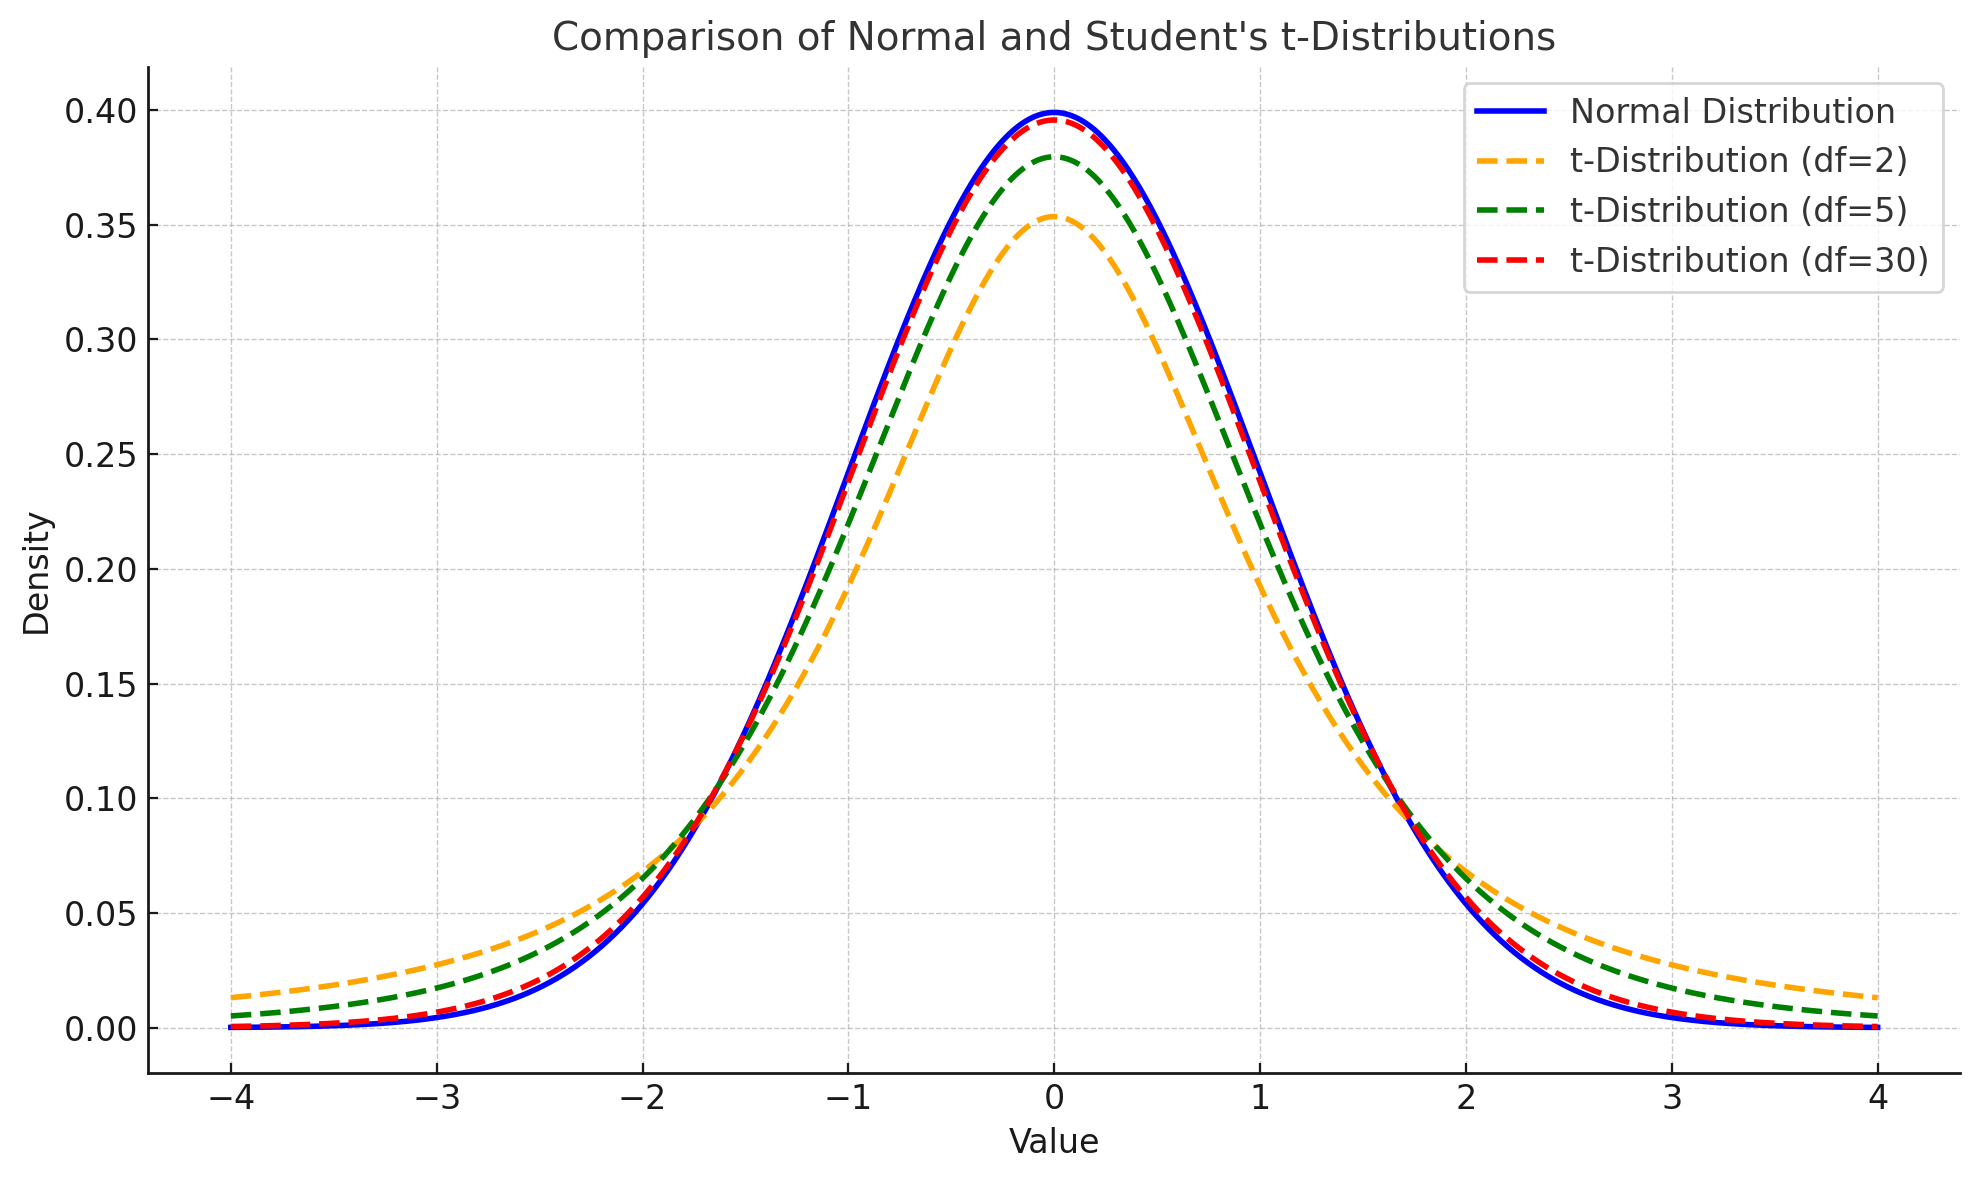 Comparison of Normal and Student's t-Distributions
Normal Distribution
t-Distribution (df=2)
t-Distribution (df=5)
t-Distribution (df=30)
Density
0.40
0.35
0.30
0.25
0.20
0.15
0.10
0.05
0.00
−4 −3 −2 −1 0 1 2 3 4
Value